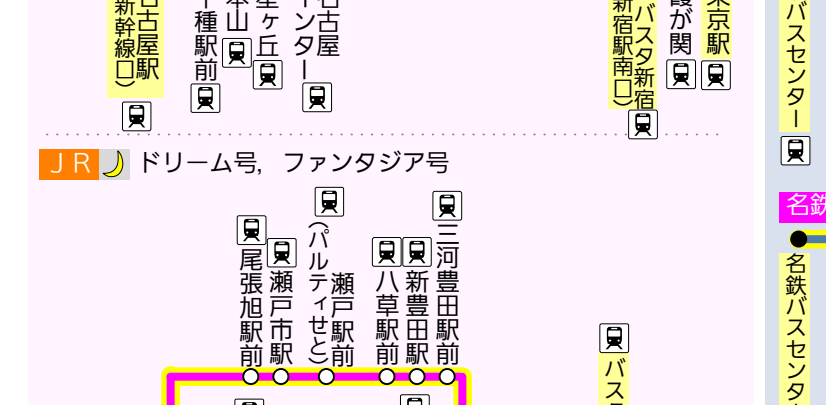 名古屋駅
新幹線口)
種駅前
本山
星ヶ丘
名古屋
インター
バスタ新宿
新宿駅南口)
霞が関
東京駅
バスセンター
JR ドリーム号, ファンタジア号
名鉄
尾張旭駅前
瀬戸市駅
瀬戸駅前
(パルティせと)
八草駅前
新豊田駅
三河豊田駅前
バス
名鉄バスセンタ